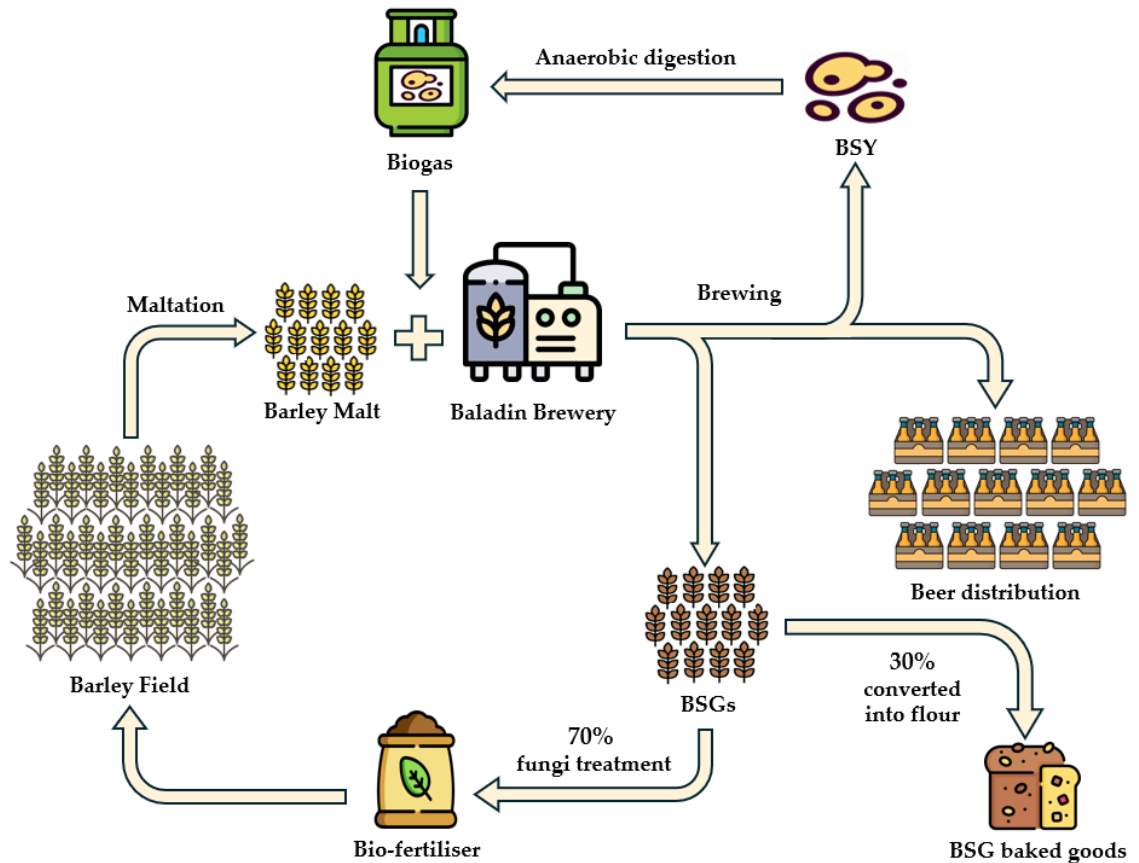 Anaerobic digestion
Biogas
BSY
Maltation
Brewing
Barley Malt
Baladin Brewery
Beer distribution
Barley Field
BSGs
30%
converted
into flour
70%
fungi treatment
Bio-fertiliser
BSG baked goods